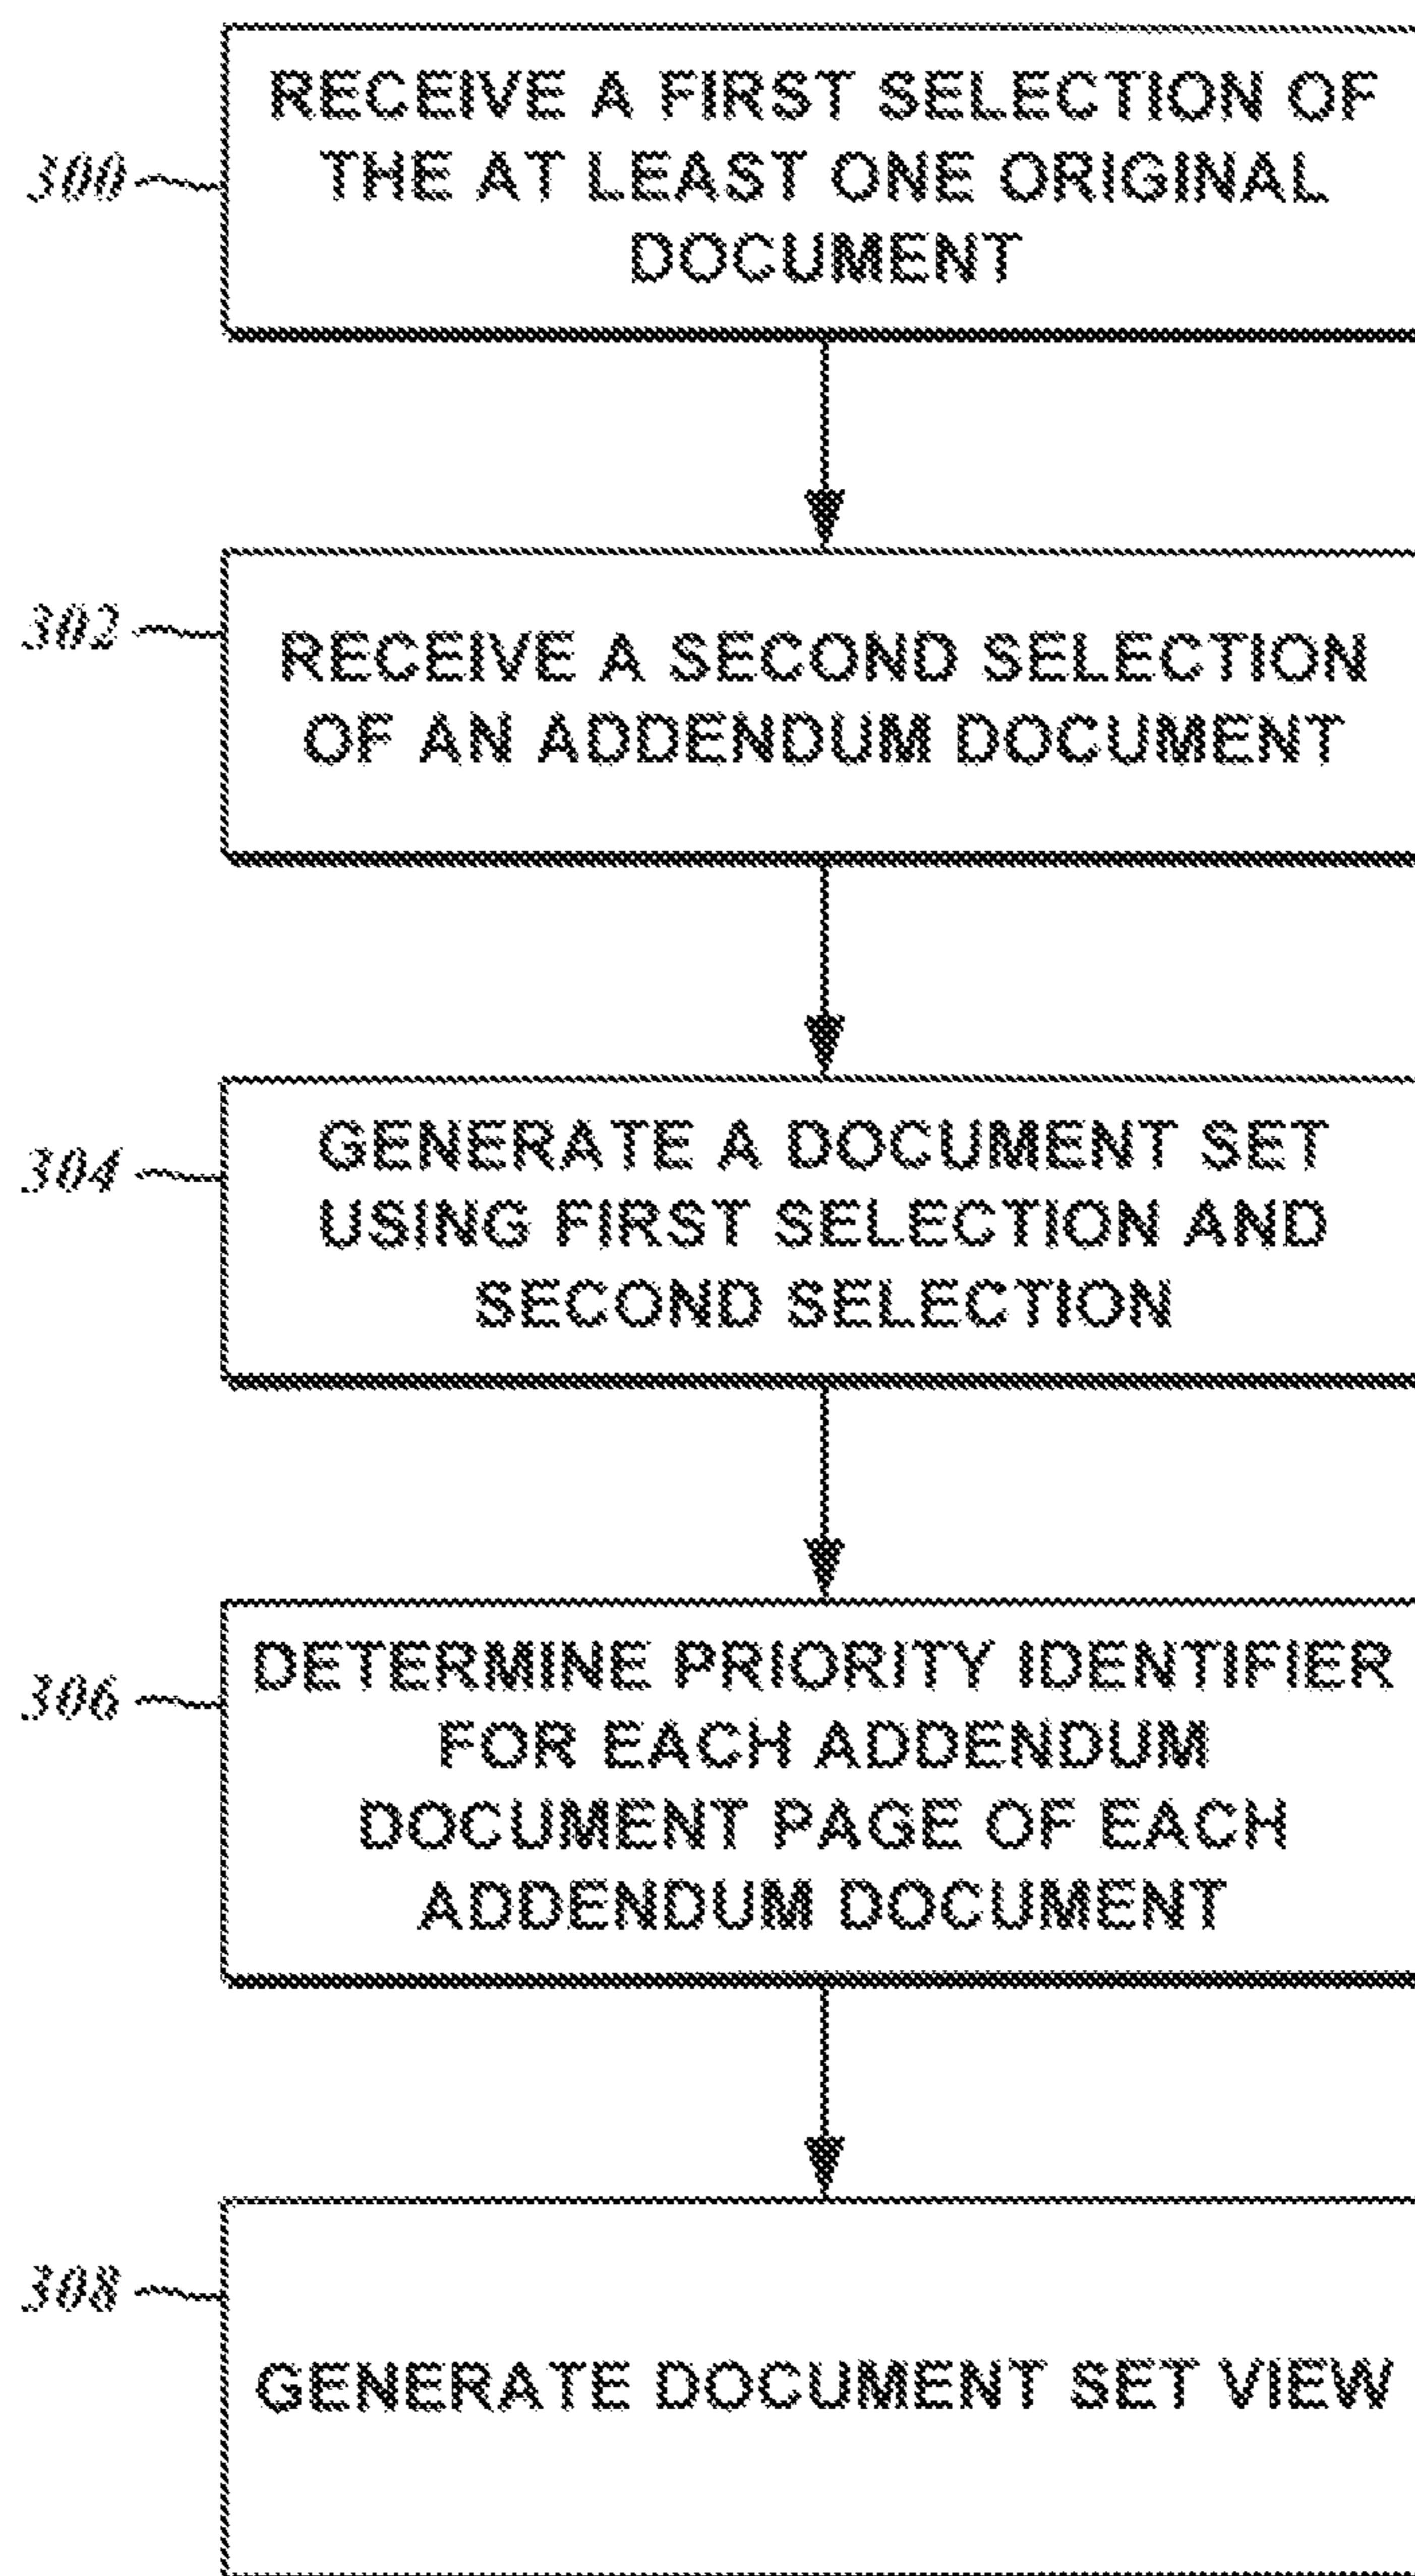 300
RECEIVE A FIRST SELECTION OF
THE AT LEAST ONE ORIGINAL
DOCUMENT
302
RECEIVE A SECOND SELECTION
OF AN ADDENDUM DOCUMENT
304
GENERATE A DOCUMENT SET
USING FIRST SELECTION AND
SECOND SELECTION
306
DETERMINE PRIORITY IDENTIFIER
FOR EACH ADDENDUM
DOCUMENT PAGE OF EACH
ADDENDUM DOCUMENT
308
GENERATE DOCUMENT SET VIEW